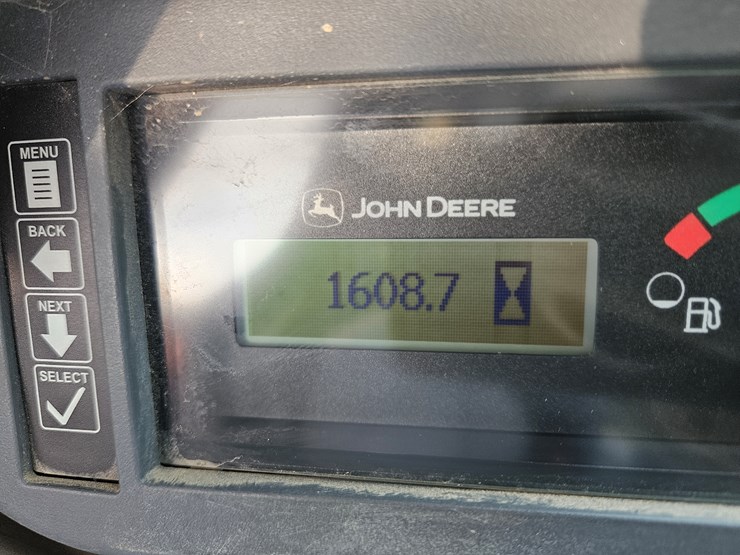 MENU
BACK
NEXT
SELECT
JOHN DEERE
1608.7